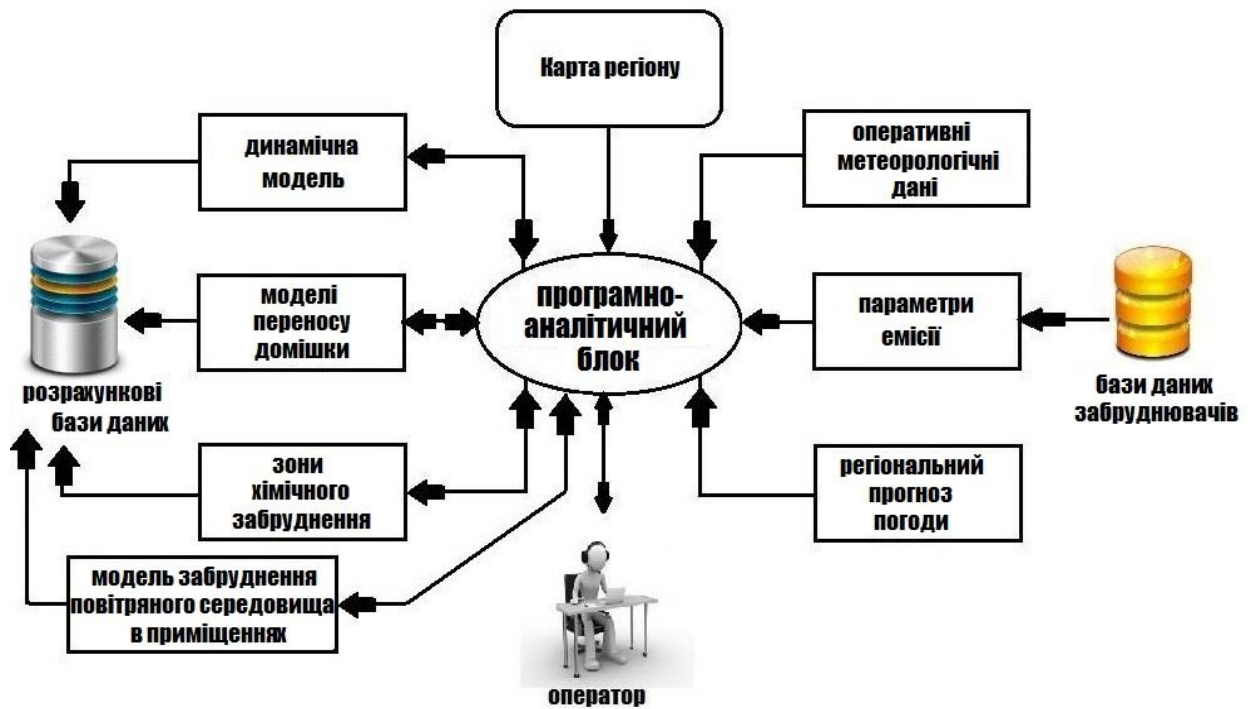 Карта регіону
динамічна
модель
оперативні
метеорологічні
дані
моделі
переносу
домішки
програмно-
аналітичний
блок
параметри
емісії
розрахункові
бази даних
бази даних
забруднювачів
зони
хімічного
забруднення
регіональний
прогноз
погоди
модель забруднення
повітряного середовища
в приміщеннях
оператор